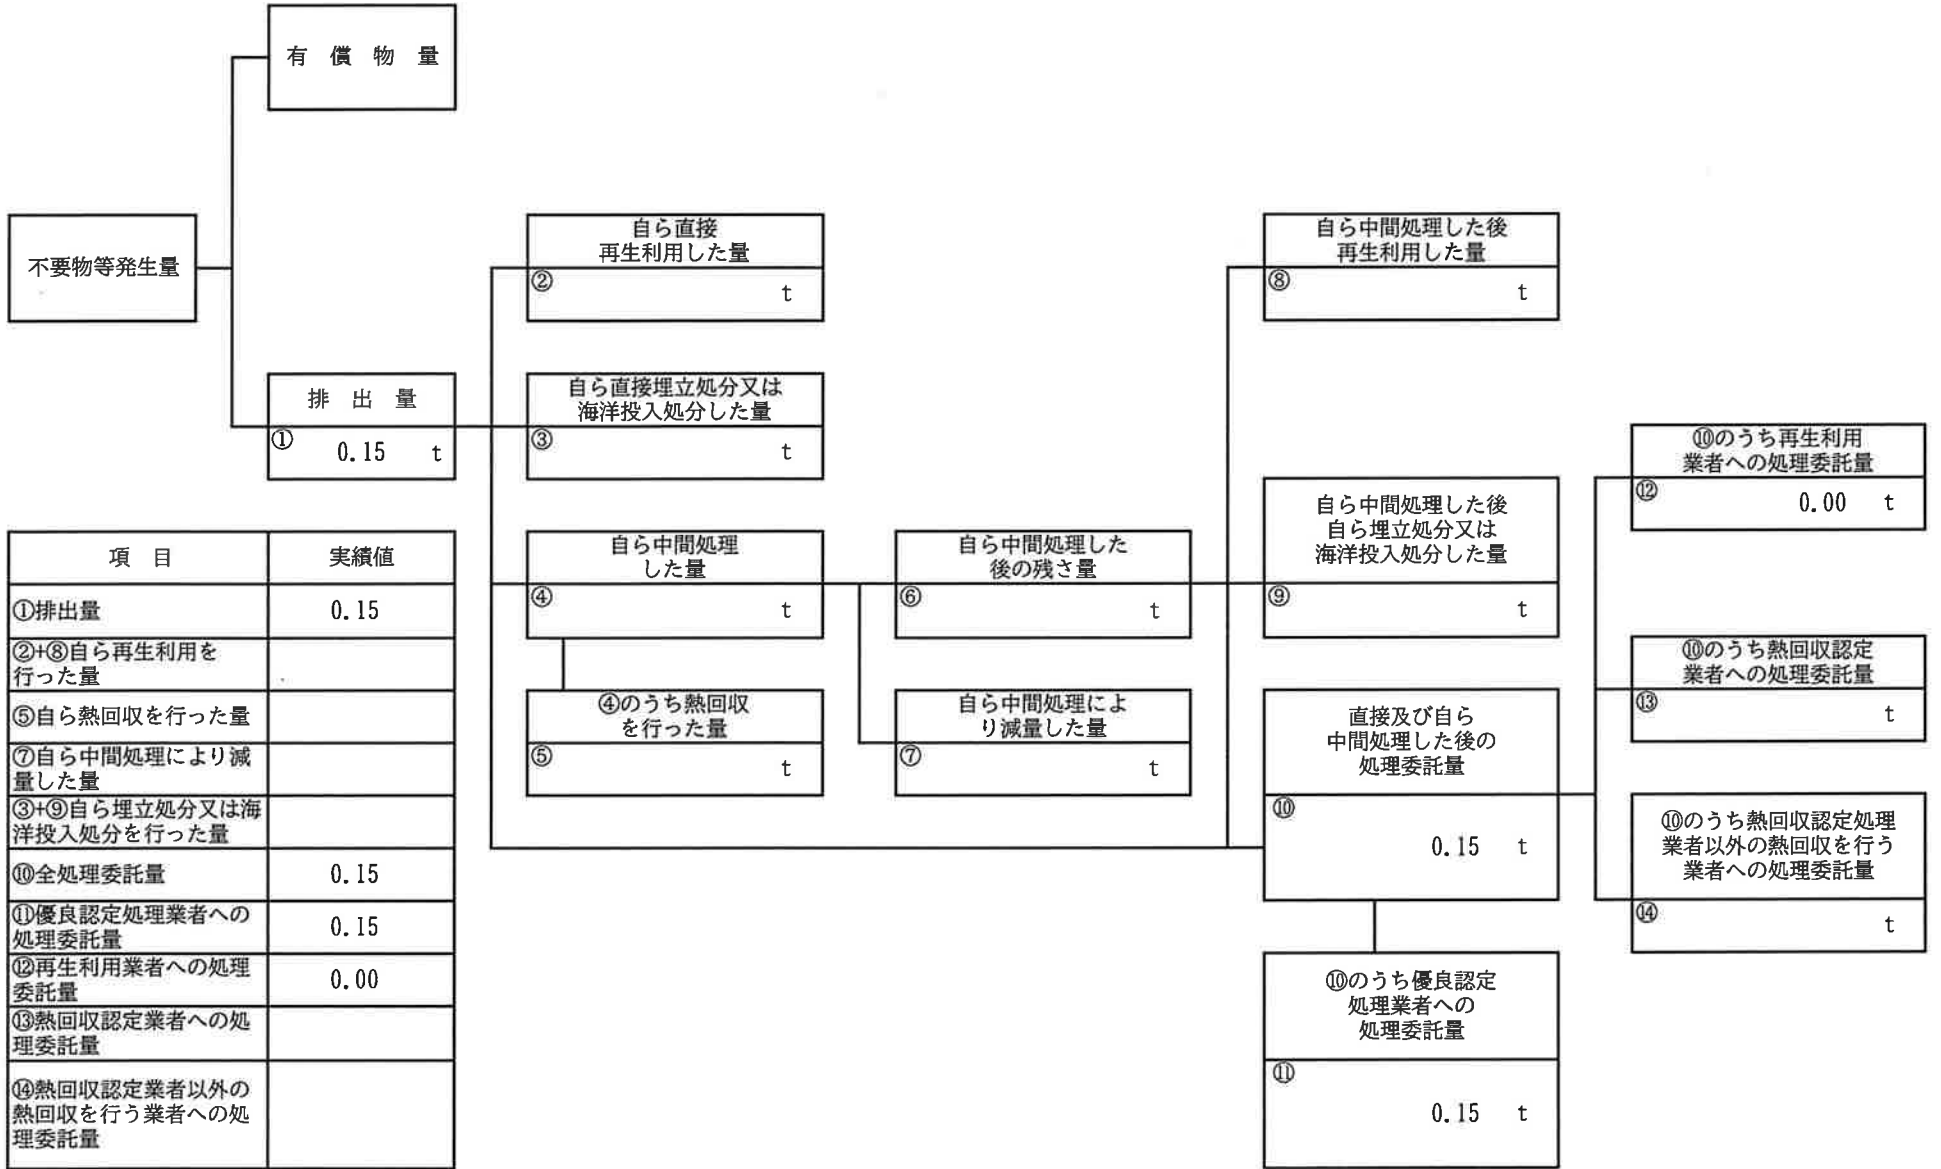 有 償 物 量
不要物等発生量
排 出 量
① 0.15 t
自ら直接
再生利用した量
② t
自ら直接埋立処分又は
海洋投入処分した量
③ t
自ら中間処理
した量
④ t
④のうち熱回収
を行った量
⑤ t
自ら中間処理した
後の残さ量
⑥ t
自ら中間処理によ
り減量した量
⑦ t
自ら中間処理した後
再生利用した量
⑧ t
自ら中間処理した後
自ら埋立処分又は
海洋投入処分した量
⑨ t
直接及び自ら
中間処理した後の
処理委託量
⑩
0.15 t
⑩のうち優良認定
処理業者への
処理委託量
⑪
0.15 t
⑩のうち再生利用
業者への処理委託量
⑫ 0.00 t
⑩のうち熱回収認定
業者への処理委託量
⑬ t
⑩のうち熱回収認定処理
業者以外の熱回収を行う
業者への処理委託量
⑭ t
項 目 実績値
①排出量 0.15
②+⑧自ら再生利用を
行った量
⑤自ら熱回収を行った量
⑦自ら中間処理により減
量した量
③+⑨自ら埋立処分又は海
洋投入処分を行った量
⑩全処理委託量 0.15
⑪優良認定処理業者への
処理委託量 0.15
⑫再生利用業者への処理
委託量 0.00
⑬熱回収認定業者への処
理委託量
⑭熱回収認定業者以外の
熱回収を行う業者への処
理委託量